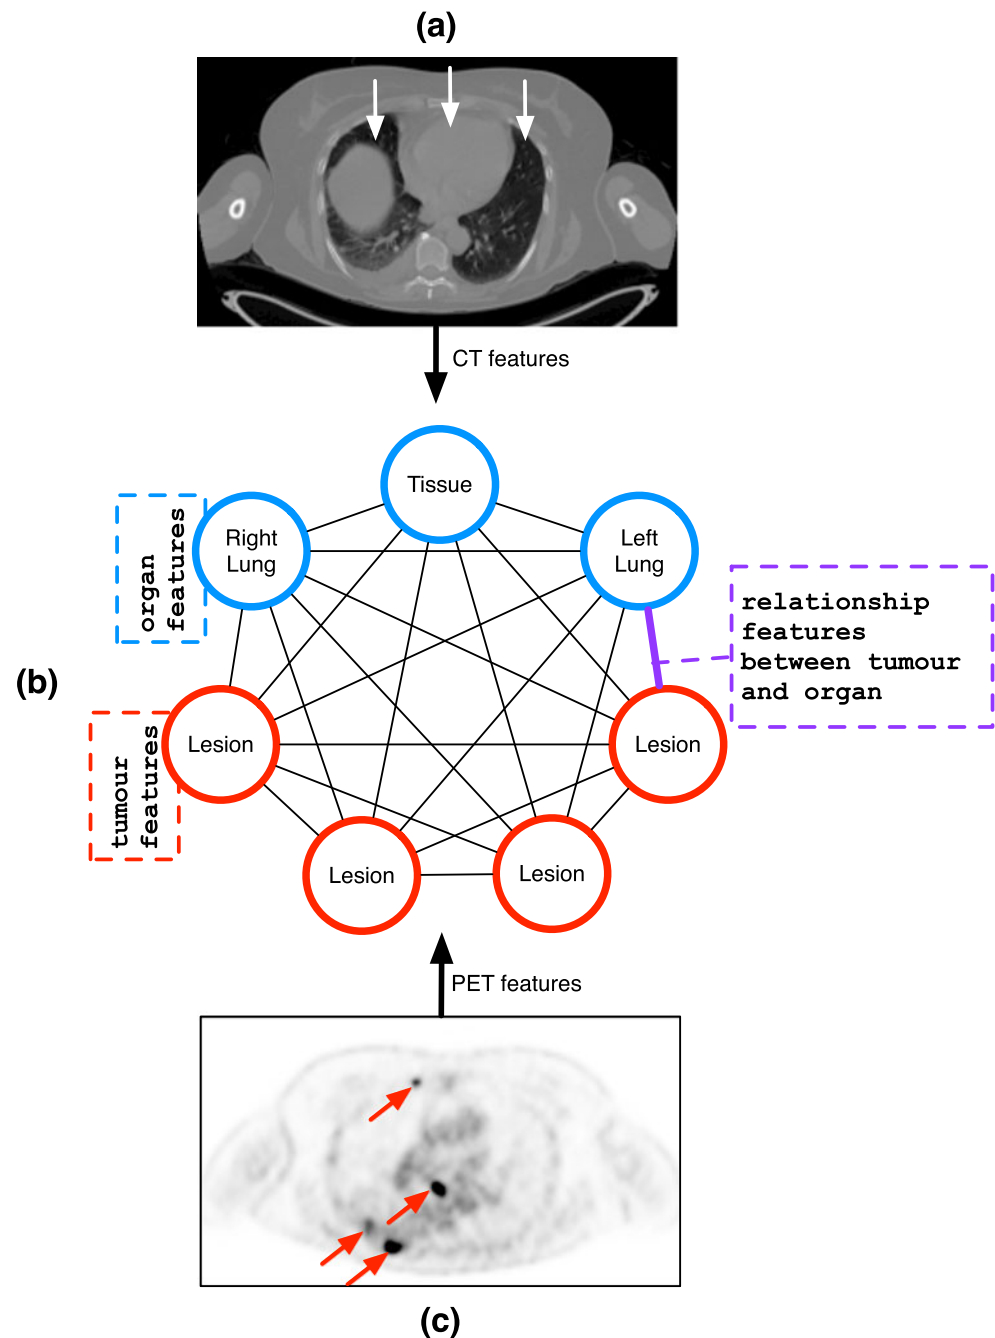 (a)
CT features
Tissue
Right
Lung
Left
Lung
organ
features
relationship
features
between tumour
and organ
(b)
Lesion
Lesion
tumour
features
Lesion
Lesion
PET features
(c)